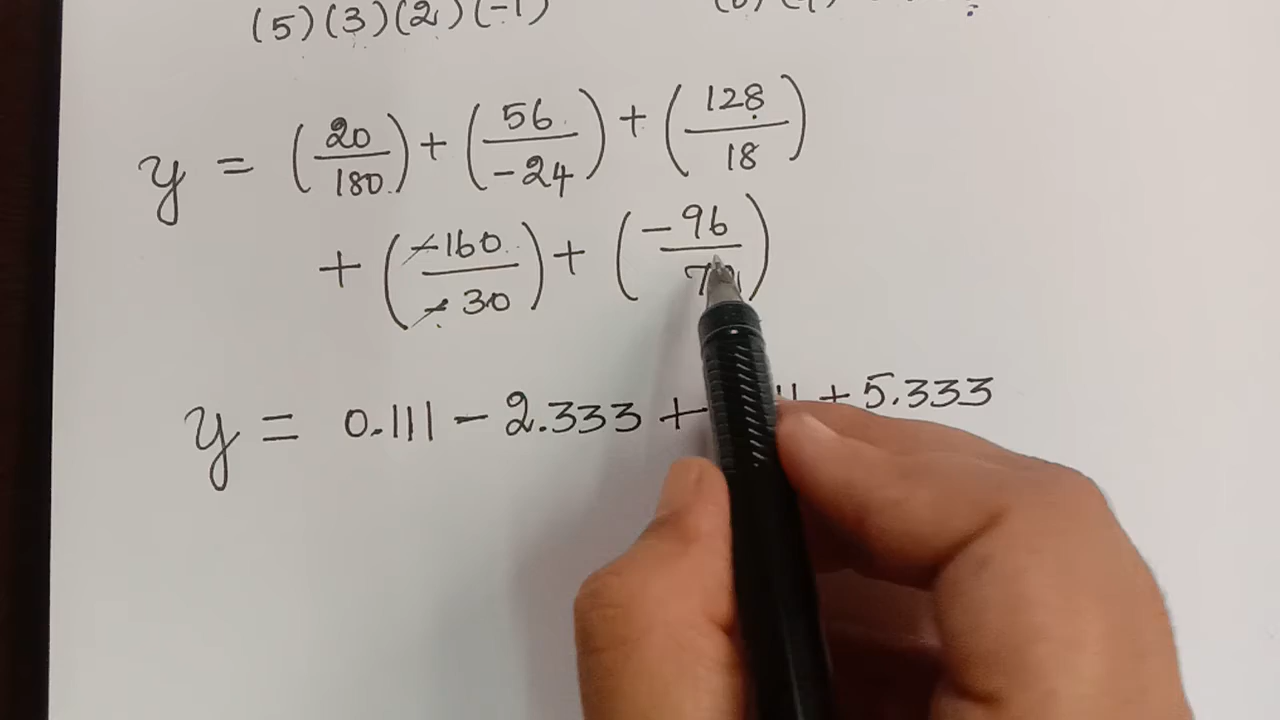 (5)(3)(2)(-1)
y = (20/180) + (56/-24) + (128/18)
+ (-160/-30) + (-96/
y = 0.111 - 2.333 + + 5.333